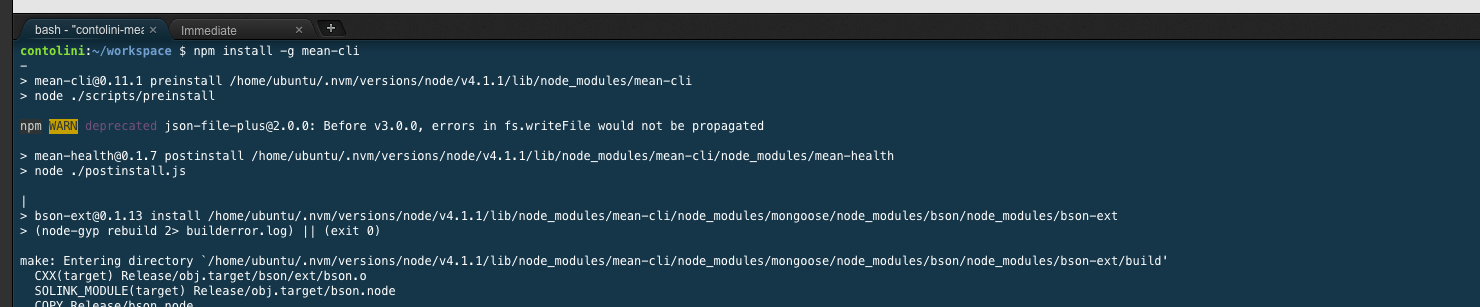 bash - "contolini-mea × Immediate × +
contolini:~/workspace $ npm install -g mean-cli
-
> mean-cli@0.11.1 preinstall /home/ubuntu/.nvm/versions/node/v4.1.1/lib/node_modules/mean-cli
> node ./scripts/preinstall
npm WARN deprecated json-file-plus@2.0.0: Before v3.0.0, errors in fs.writeFile would not be propagated
> mean-health@0.1.7 postinstall /home/ubuntu/.nvm/versions/node/v4.1.1/lib/node_modules/mean-cli/node_modules/mean-health
> node ./postinstall.js
|
> bson-ext@0.1.13 install /home/ubuntu/.nvm/versions/node/v4.1.1/lib/node_modules/mean-cli/node_modules/mongoose/node_modules/bson/node_modules/bson-ext
> (node-gyp rebuild 2> builderror.log) || (exit 0)
make: Entering directory `/home/ubuntu/.nvm/versions/node/v4.1.1/lib/node_modules/mean-cli/node_modules/mongoose/node_modules/bson/node_modules/bson-ext/build'
CXX(target) Release/obj.target/bson/ext/bson.o
SOLINK_MODULE(target) Release/obj.target/bson.node
COPY Release/bson.node